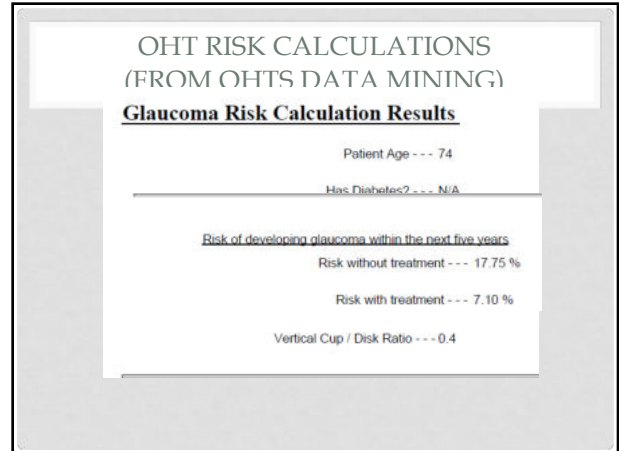 OHT RISK CALCULATIONS
(FROM OHTS DATA MINING)
Glaucoma Risk Calculation Results
Patient Age - - - 74
Has Diabetes? - - - N/A
Risk of developing glaucoma within the next five years
Risk without treatment - - - 17.75 %
Risk with treatment - - - 7.10 %
Vertical Cup / Disk Ratio - - - 0.4